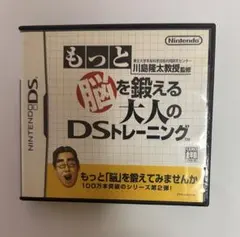 Nintendo
東北大学未来科学技術共同研究センター
川島隆太教授監修
もっと
脳を鍛える
大人の
DSトレーニング
NINTENDO DS
もっと「脳」を鍛えてみませんか
100万本突破のシリーズ第2弾!